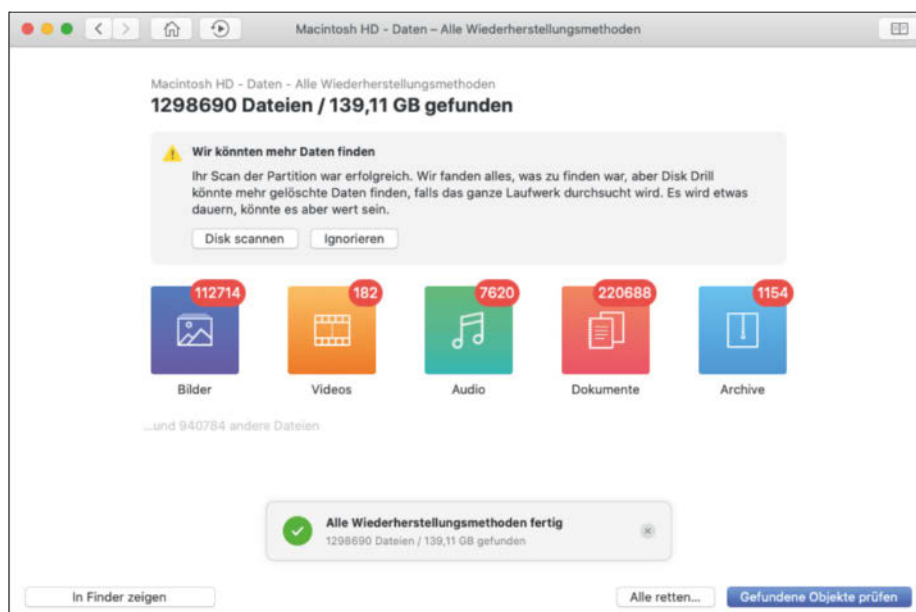 Macintosh HD - Daten – Alle Wiederherstellungsmethoden
Macintosh HD - Daten - Alle Wiederherstellungsmethoden
1298690 Dateien / 139,11 GB gefunden
Wir könnten mehr Daten finden
Ihr Scan der Partition war erfolgreich. Wir fanden alles, was zu finden war, aber Disk Drill
könnte mehr gelöschte Daten finden, falls das ganze Laufwerk durchsucht wird. Es wird etwas
dauern, könnte es aber wert sein.
Disk scannen Ignorieren
112714 182 7620 220688 1154
Bilder Videos Audio Dokumente Archive
...und 940784 andere Dateien
Alle Wiederherstellungsmethoden fertig
1298690 Dateien / 139,11 GB gefunden
In Finder zeigen Alle retten... Gefundene Objekte prüfen